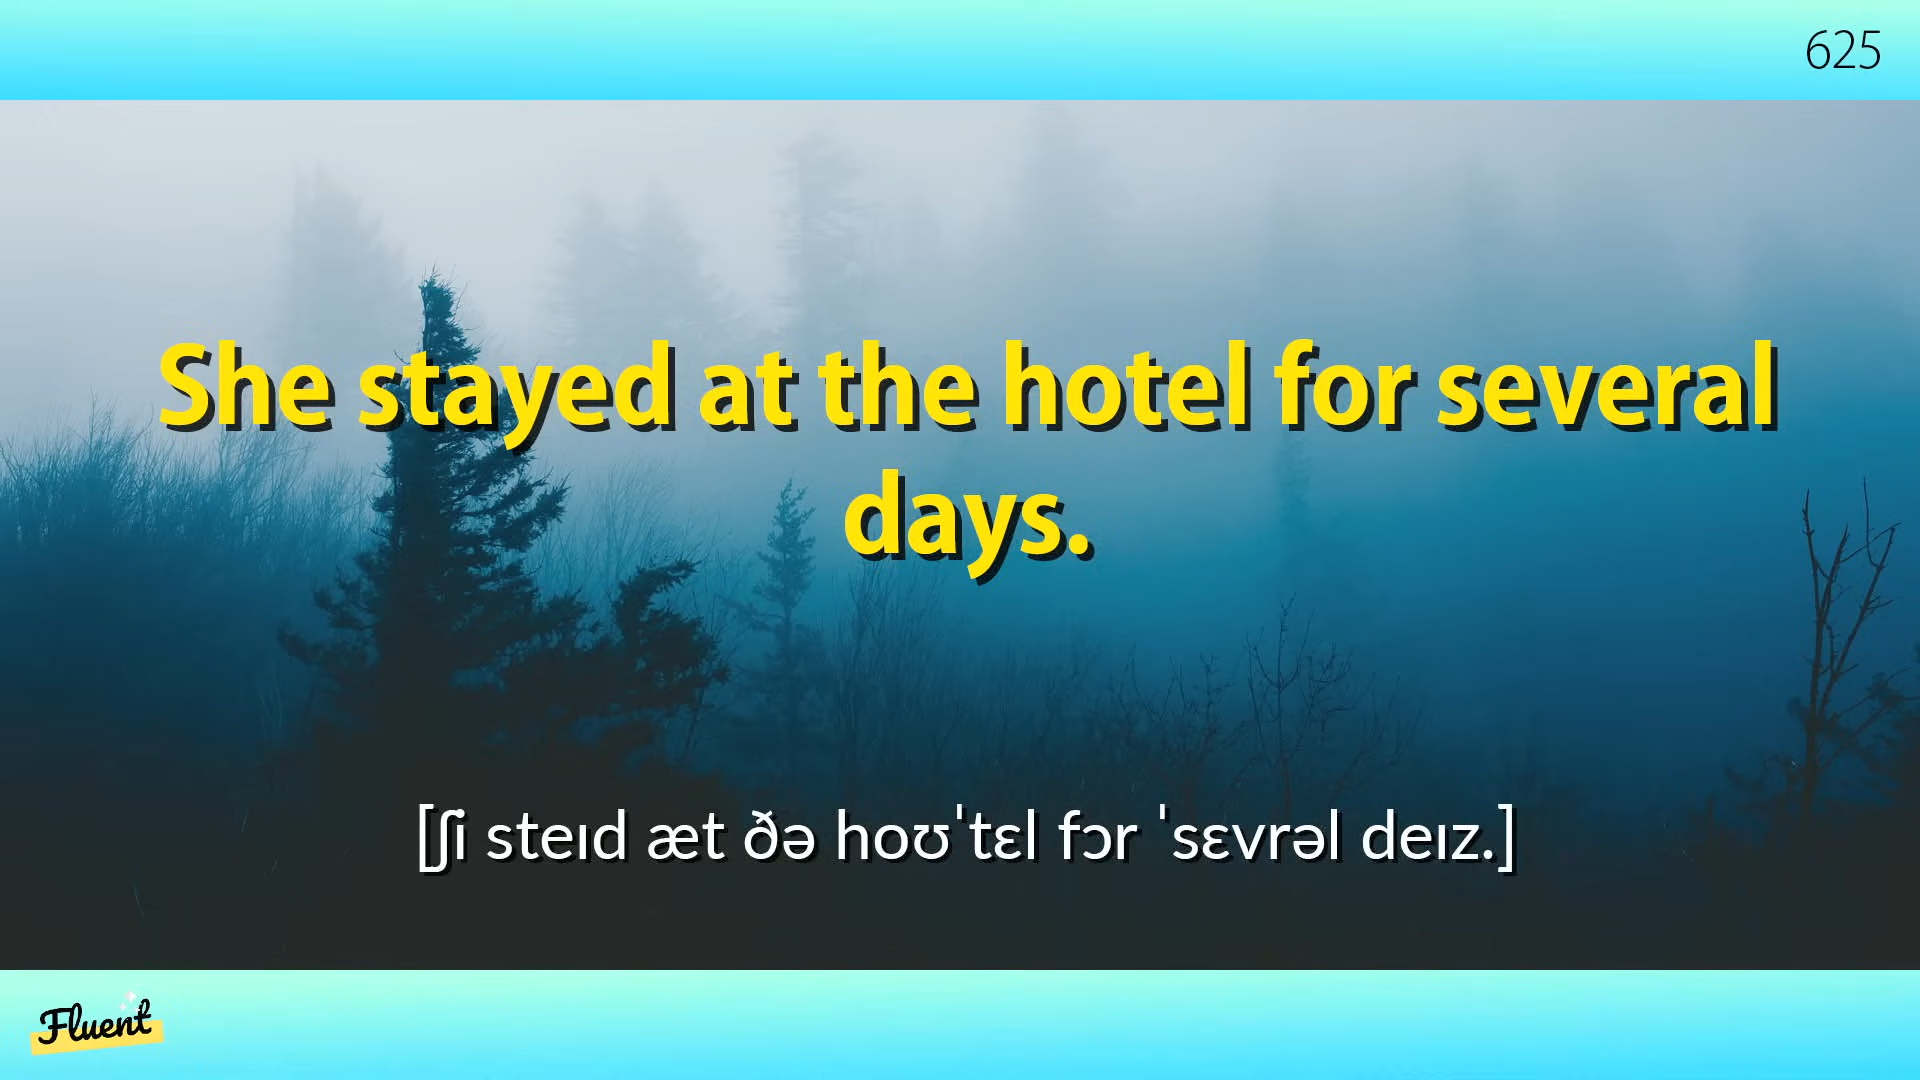 625
She stayed at the hotel for several
days.
[ʃi steɪd æt ðə hoʊˈtɛl fɔr ˈsɛvrəl deɪz.]
Fluent